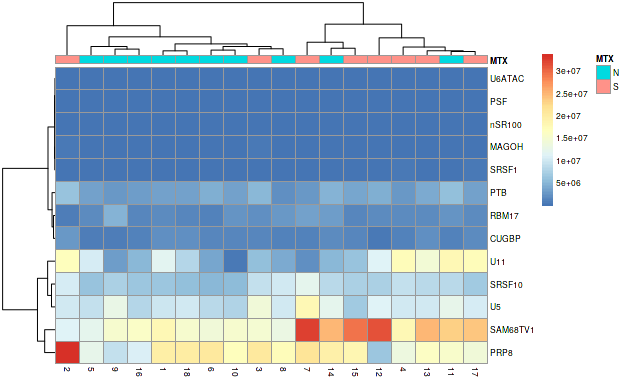 MTX
U6ATAC
PSF
nSR100
MAGOH
SRSF1
PTB
RBM17
CUGBP
U11
SRSF10
U5
SAM68TV1
PRP8
2 5 9 16 1 18 6 10 3 8 7 14 15 12 4 13 11 17
3e+07
2.5e+07
2e+07
1.5e+07
1e+07
5e+06
MTX
N
S